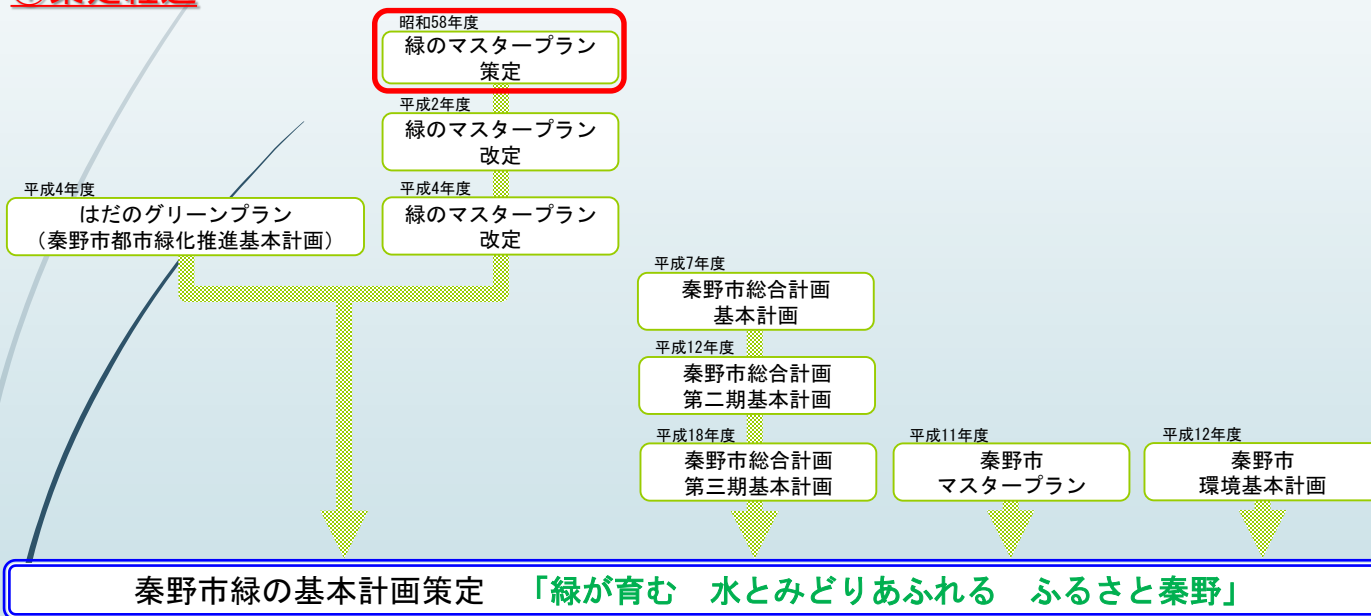 策定経過
昭和58年度
緑のマスタープラン
策定
平成2年度
緑のマスタープラン
改定
平成4年度
はだのグリーンプラン
（秦野市都市緑化推進基本計画）
平成4年度
緑のマスタープラン
改定
平成7年度
秦野市総合計画
基本計画
平成12年度
秦野市総合計画
第二期基本計画
平成18年度
秦野市総合計画
第三期基本計画
平成11年度
秦野市
マスタープラン
平成12年度
秦野市
環境基本計画
秦野市緑の基本計画策定　「緑が育む　水とみどりあふれる　ふるさと秦野」